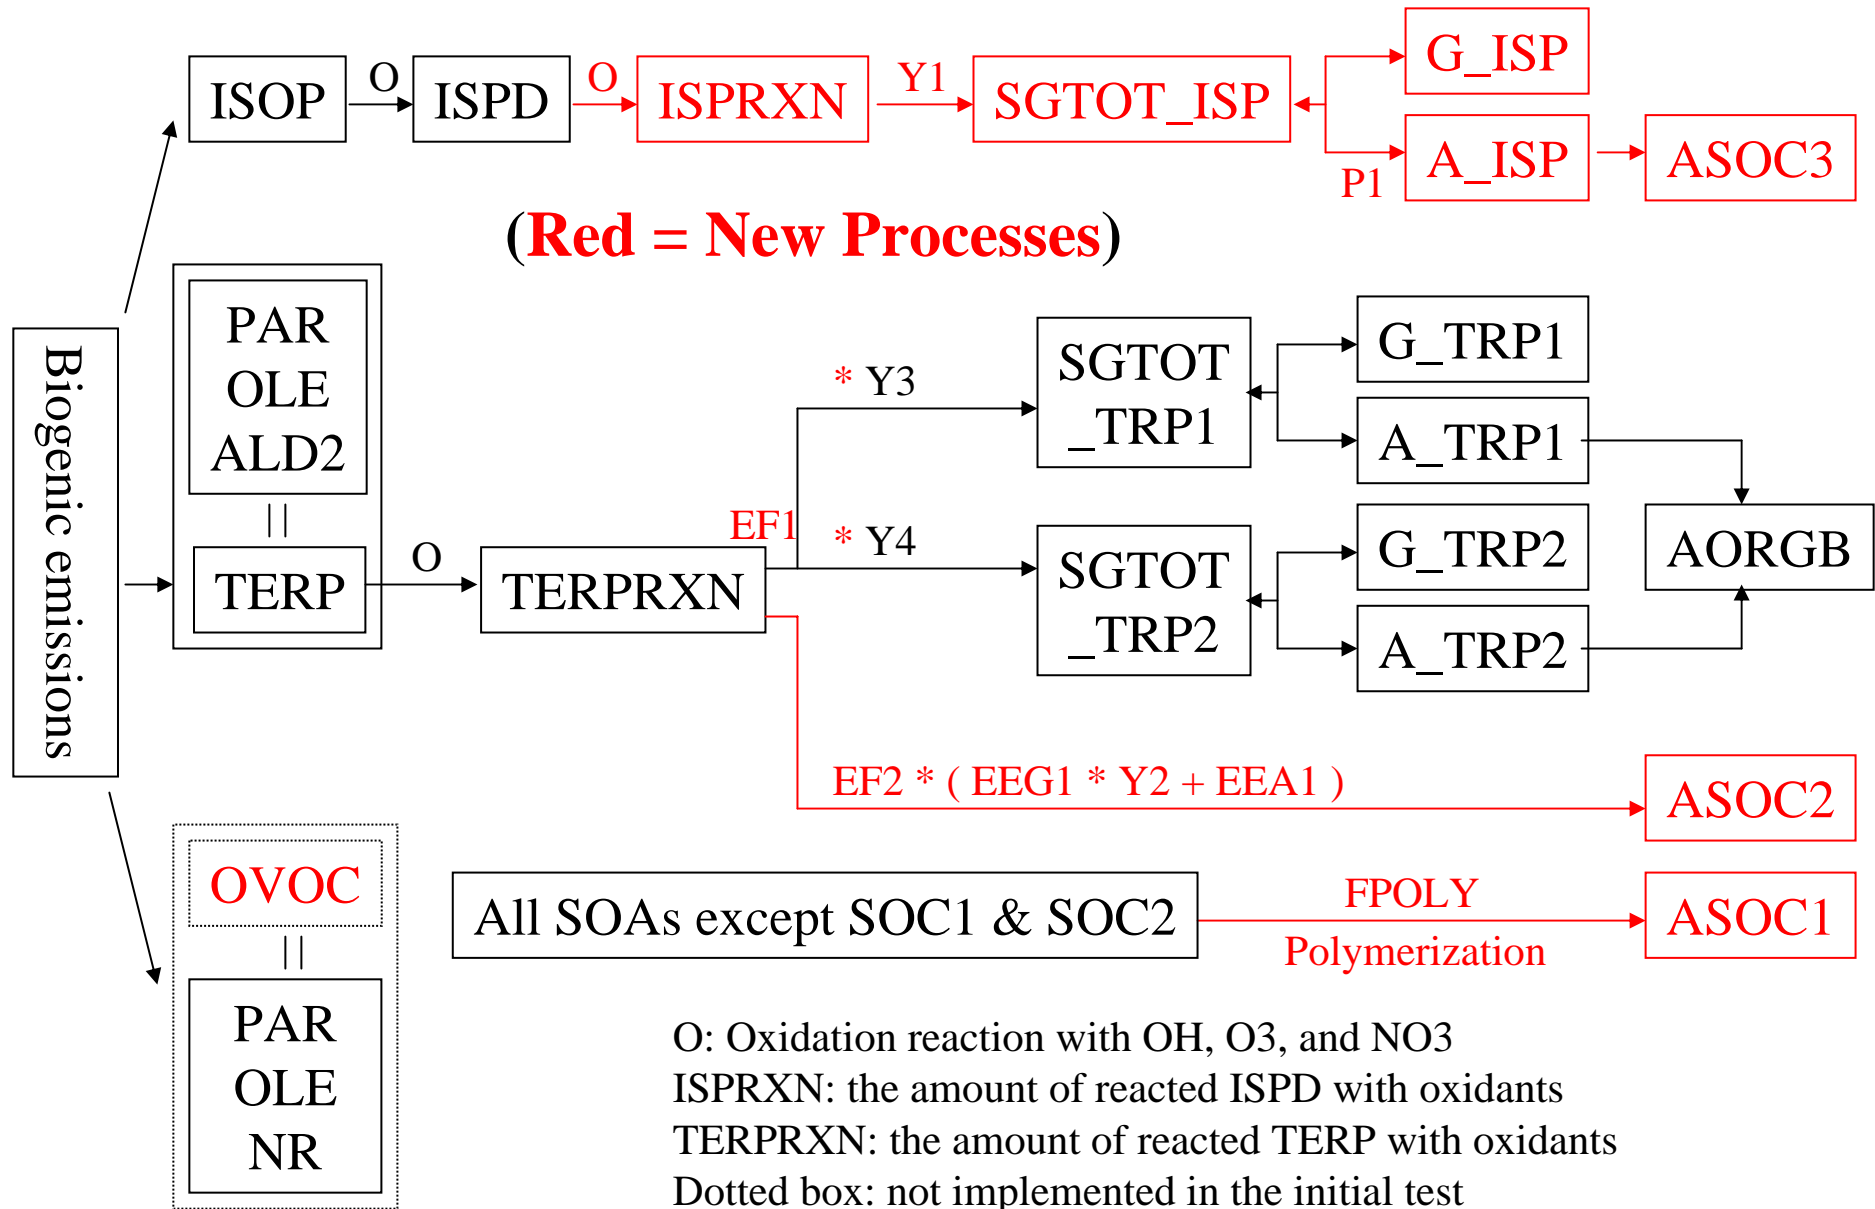 ISOP
O
ISPD
O
ISPRXN
Y1
SGTOT_ISP
G_ISP
P1
A_ISP
ASOC3
(Red = New Processes)
Biogenic emissions
PAR
OLE
ALD2
||
TERP
O
TERPRXN
EF1
* Y3
* Y4
SGTOT
_TRP1
G_TRP1
A_TRP1
SGTOT
_TRP2
G_TRP2
A_TRP2
AORGB
EF2 * ( EEG1 * Y2 + EEA1 )
ASOC2
OVOC
||
PAR
OLE
NR
All SOAs except SOC1 & SOC2
FPOLY
Polymerization
ASOC1
O: Oxidation reaction with OH, O3, and NO3
ISPRXN: the amount of reacted ISPD with oxidants
TERPRXN: the amount of reacted TERP with oxidants
Dotted box: not implemented in the initial test